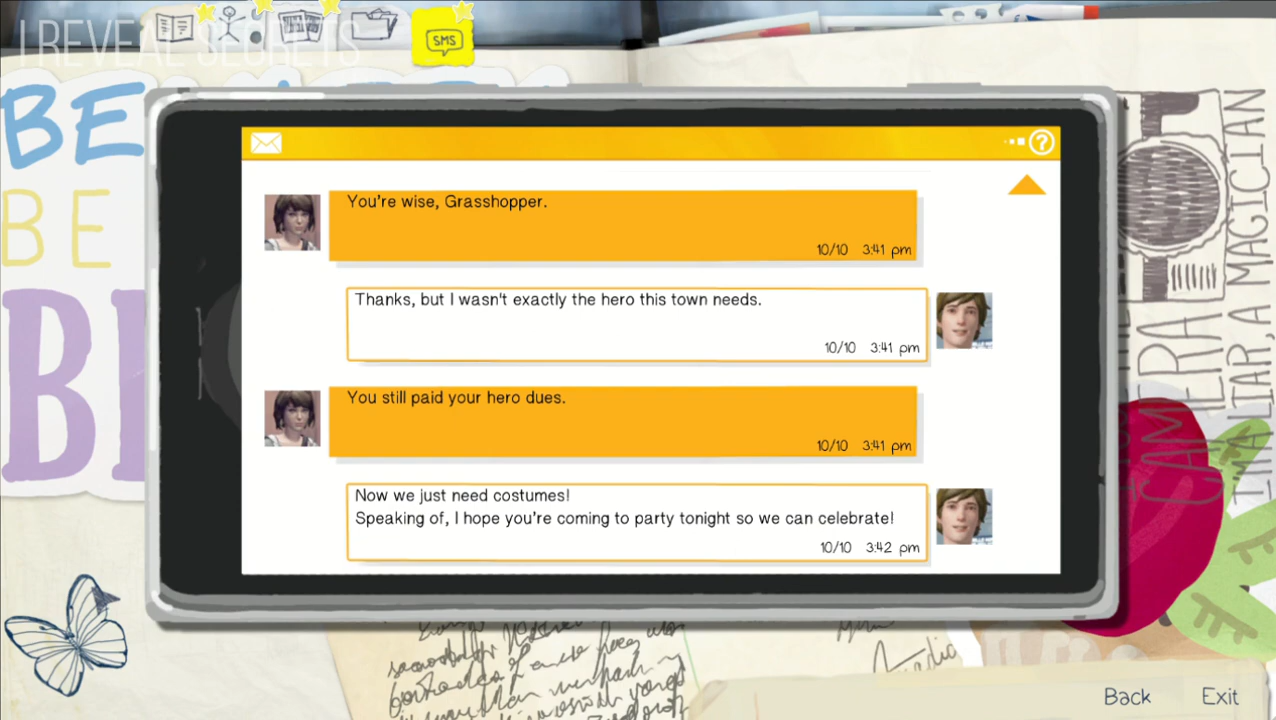 I REVEAL SECRETS
SMS
BE
BE
You're wise, Grasshopper.
10/10 3:41 pm
Thanks, but I wasn't exactly the hero this town needs.
10/10 3:41 pm
You still paid your hero dues.
10/10 3:41 pm
Now we just need costumes!
Speaking of, I hope you're coming to party tonight so we can celebrate!
10/10 3:42 pm
CAMERA
I'M A LIAR, A MAGICIAN
Back
Exit